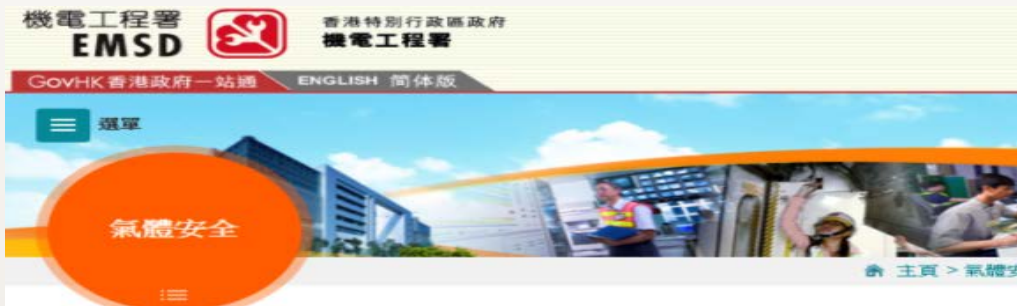 機電工程署
EMSD
香港特別行政區政府
機電工程署
GovHK 香港政府一站通
ENGLISH 简体版
選單
氣體安全
主頁 > 氣體安